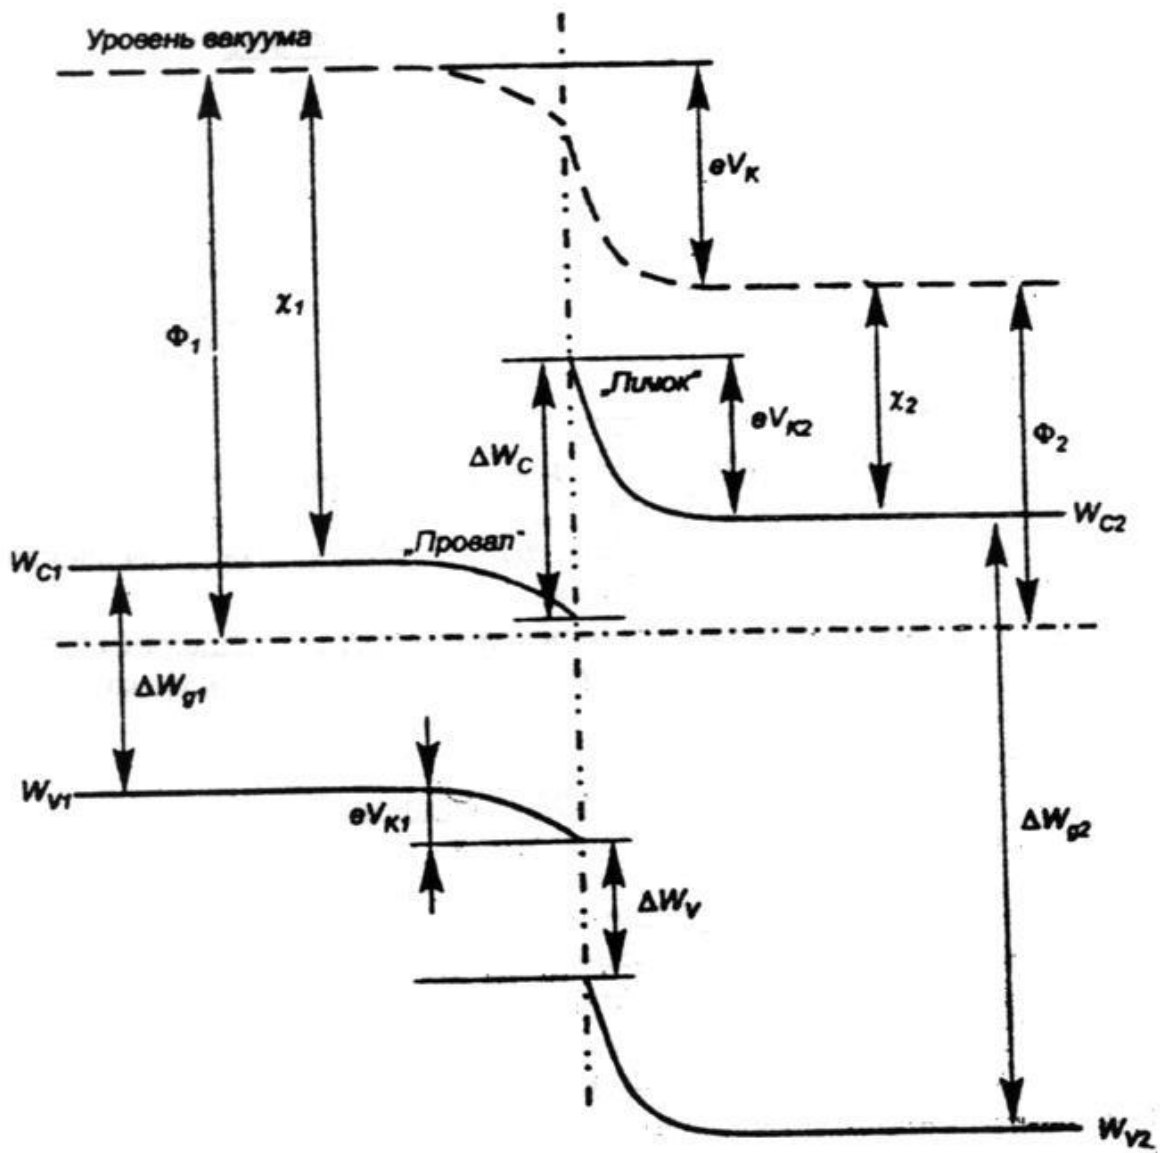 Уровень вакуума
eV_K
χ_1
Φ_1
„Пичок“
eV_K2
χ_2
Φ_2
ΔW_C
W_C2
„Провал“
W_C1
ΔW_g1
W_V1
eV_K1
ΔW_g2
ΔW_V
W_V2